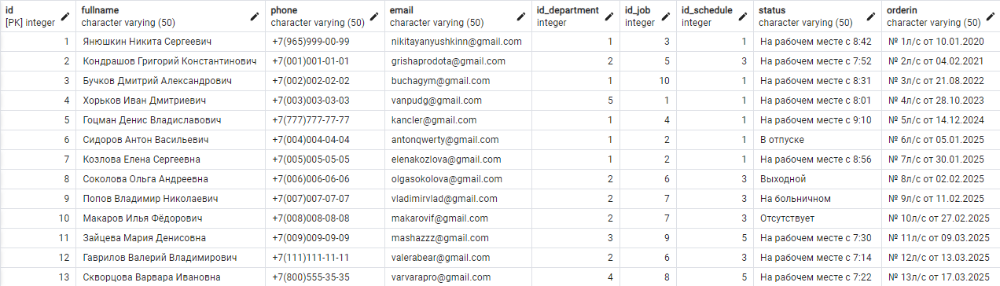 id fullname phone email id_department id_job id_schedule status orderin
[PK] integer character varying (50) character varying (50) character varying (50) integer integer integer character varying (50) character varying (50)
1 Янюшкин Никита Сергеевич +7(965)999-00-99 nikitayanyushkinn@gmail.com 1 3 1 На рабочем месте с 8:42 № 1л/с от 10.01.2020
2 Кондрашов Григорий Константинович +7(001)001-01-01 grishaprodota@gmail.com 2 5 3 На рабочем месте с 7:52 № 2л/с от 04.02.2021
3 Бучков Дмитрий Александрович +7(002)002-02-02 buchagym@gmail.com 1 10 1 На рабочем месте с 8:31 № 3л/с от 21.08.2022
4 Хорьков Иван Дмитриевич +7(003)003-03-03 vanpudg@gmail.com 5 1 1 На рабочем месте с 8:01 № 4л/с от 28.10.2023
5 Гоцман Денис Владиславович +7(777)777-77-77 kancler@gmail.com 1 4 1 На рабочем месте с 9:10 № 5л/с от 14.12.2024
6 Сидоров Антон Васильевич +7(004)004-04-04 antonqwerty@gmail.com 1 2 1 В отпуске № 6л/с от 05.01.2025
7 Козлова Елена Сергеевна +7(005)005-05-05 elenakozlova@gmail.com 1 2 1 На рабочем месте с 8:56 № 7л/с от 30.01.2025
8 Соколова Ольга Андреевна +7(006)006-06-06 olgasokolova@gmail.com 2 6 3 Выходной № 8л/с от 02.02.2025
9 Попов Владимир Николаевич +7(007)007-07-07 vladimirvlad@gmail.com 2 7 3 На больничном № 9л/с от 11.02.2025
10 Макаров Илья Фёдорович +7(008)008-08-08 makarovif@gmail.com 2 7 3 Отсутствует № 10л/с от 27.02.2025
11 Зайцева Мария Денисовна +7(009)009-09-09 mashazzz@gmail.com 3 9 5 На рабочем месте с 7:30 № 11л/с от 09.03.2025
12 Гаврилов Валерий Владимирович +7(111)111-11-11 valerabear@gmail.com 2 6 3 На рабочем месте с 7:14 № 12л/с от 13.03.2025
13 Скворцова Варвара Ивановна +7(800)555-35-35 varvarapro@gmail.com 4 8 5 На рабочем месте с 7:22 № 13л/с от 17.03.2025